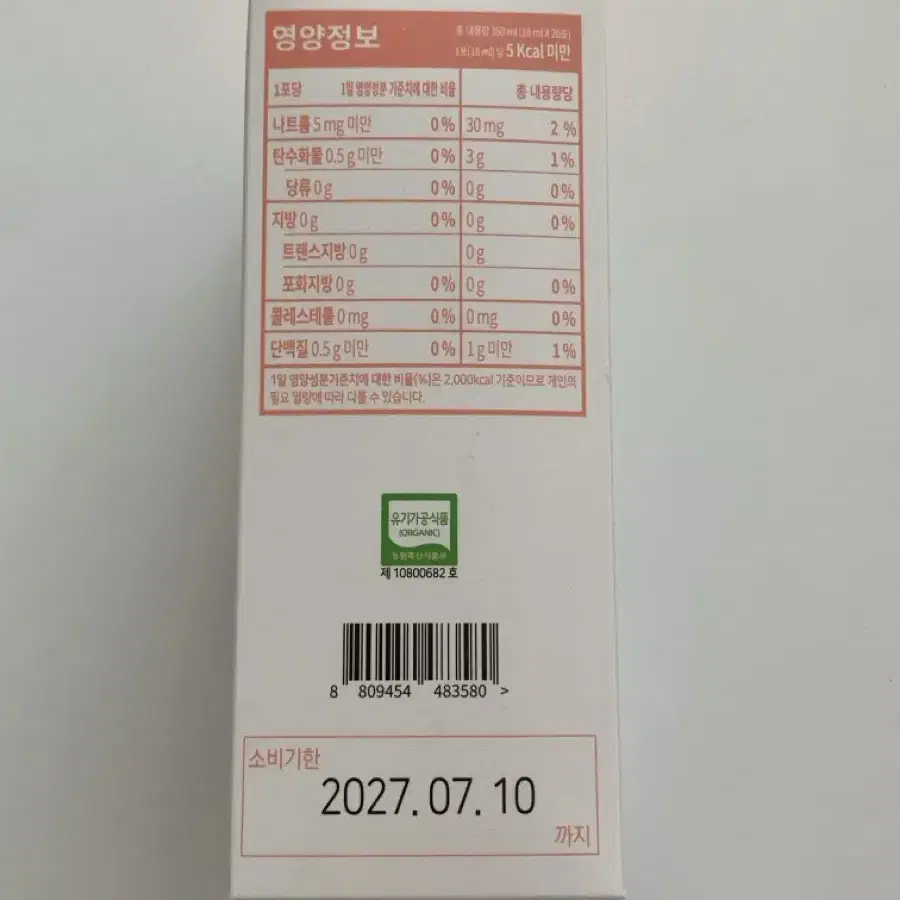 영양정보
총 내용량 360 ml (18 ml X 20포)
1포(18 ml) 당 5 Kcal 미만
1포당 1일 영양성분 기준치에 대한 비율 총 내용량당
나트륨 5 mg 미만 0 % 30 mg 2 %
탄수화물 0.5 g 미만 0 % 3 g 1 %
당류 0 g 0 % 0 g 0 %
지방 0 g 0 % 0 g 0 %
트랜스지방 0 g 0 g
포화지방 0 g 0 % 0 g 0 %
콜레스테롤 0 mg 0 % 0 mg 0 %
단백질 0.5 g 미만 0 % 1 g 미만 1 %
1일 영양성분기준치에 대한 비율(%)은 2,000kcal 기준이므로 개인의
필요 열량에 따라 다를 수 있습니다.
유기가공식품
(ORGANIC)
농림축산식품부
제 10800682 호
8 809454 483580 >
소비기한
2027. 07. 10
까지